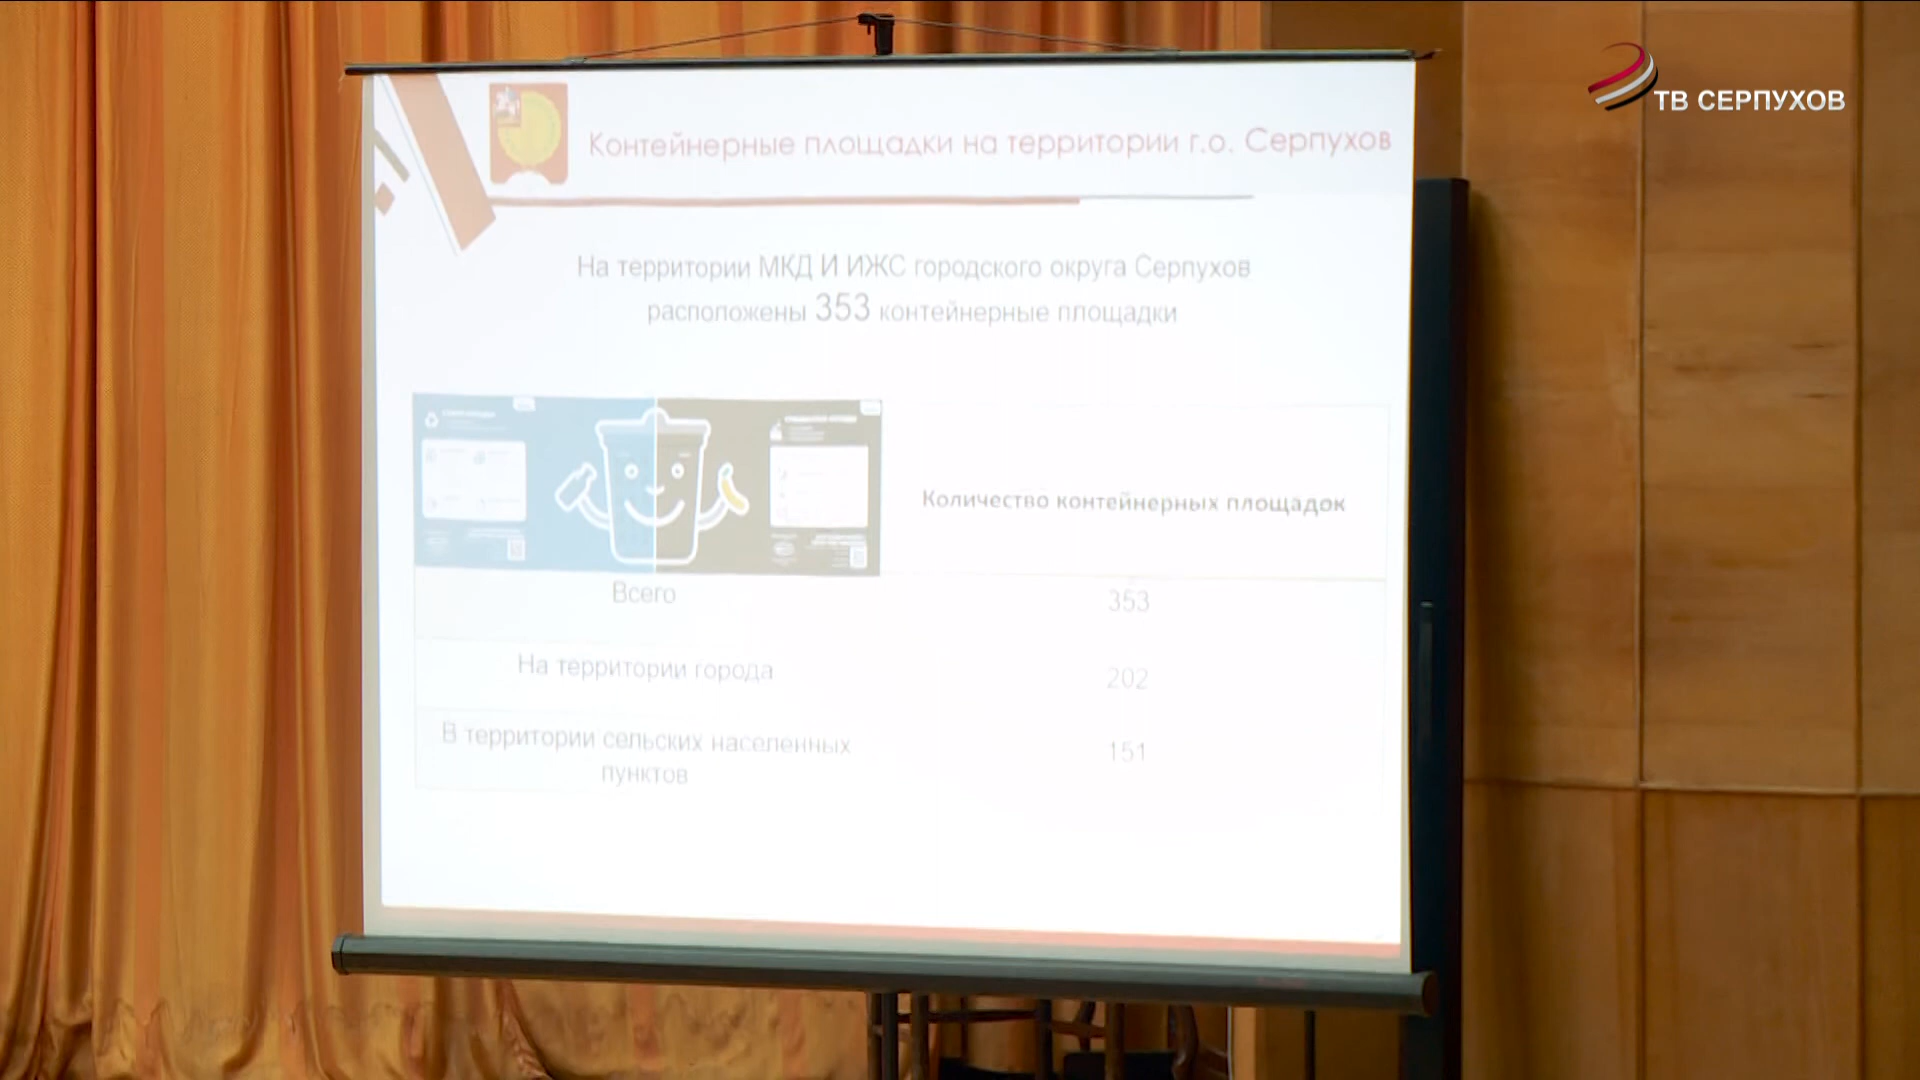 ТВ СЕРПУХОВ
Контейнерные площадки на территории г.о. Серпухов
На территории МКД И ИЖС городского округа Серпухов
расположены 353 контейнерные площадки
Количество контейнерных площадок
Всего
353
На территории города
202
В территории сельских населенных
пунктов
151